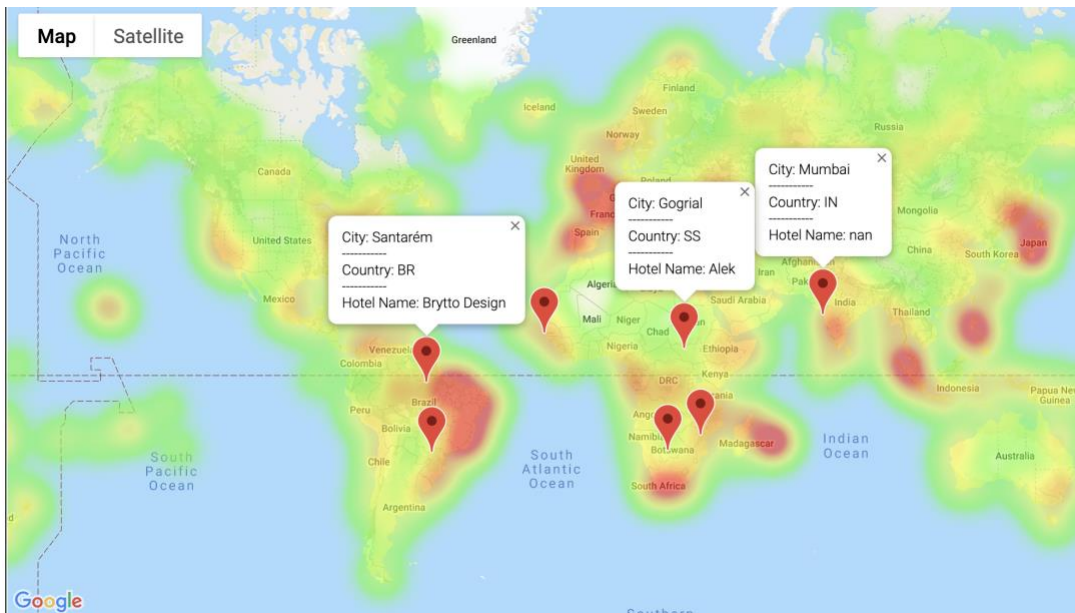 Map
Satellite
Greenland
Iceland
Finland
Sweden
Norway
Russia
United
Kingdom
Canada
City: Mumbai
-----------
Country: IN
-----------
Hotel Name: nan
City: Gogrial
-----------
Country: SS
-----------
Hotel Name: Alek
City: Santarém
-----------
Country: BR
-----------
Hotel Name: Brytto Design
Spain
Mongolia
North
Pacific
Ocean
United States
China
Japan
South Korea
Mexico
Iran
India
Saudi Arabia
Mali
Niger
Chad
Thailand
Nigeria
Ethiopia
Venezuela
Colombia
Kenya
DRC
Indonesia
Papua New
Guinea
Brazil
Peru
Bolivia
Namibia
Botswana
Madagascar
Indian
Ocean
South
Pacific
Ocean
Chile
South
Atlantic
Ocean
Australia
South Africa
Argentina
Google